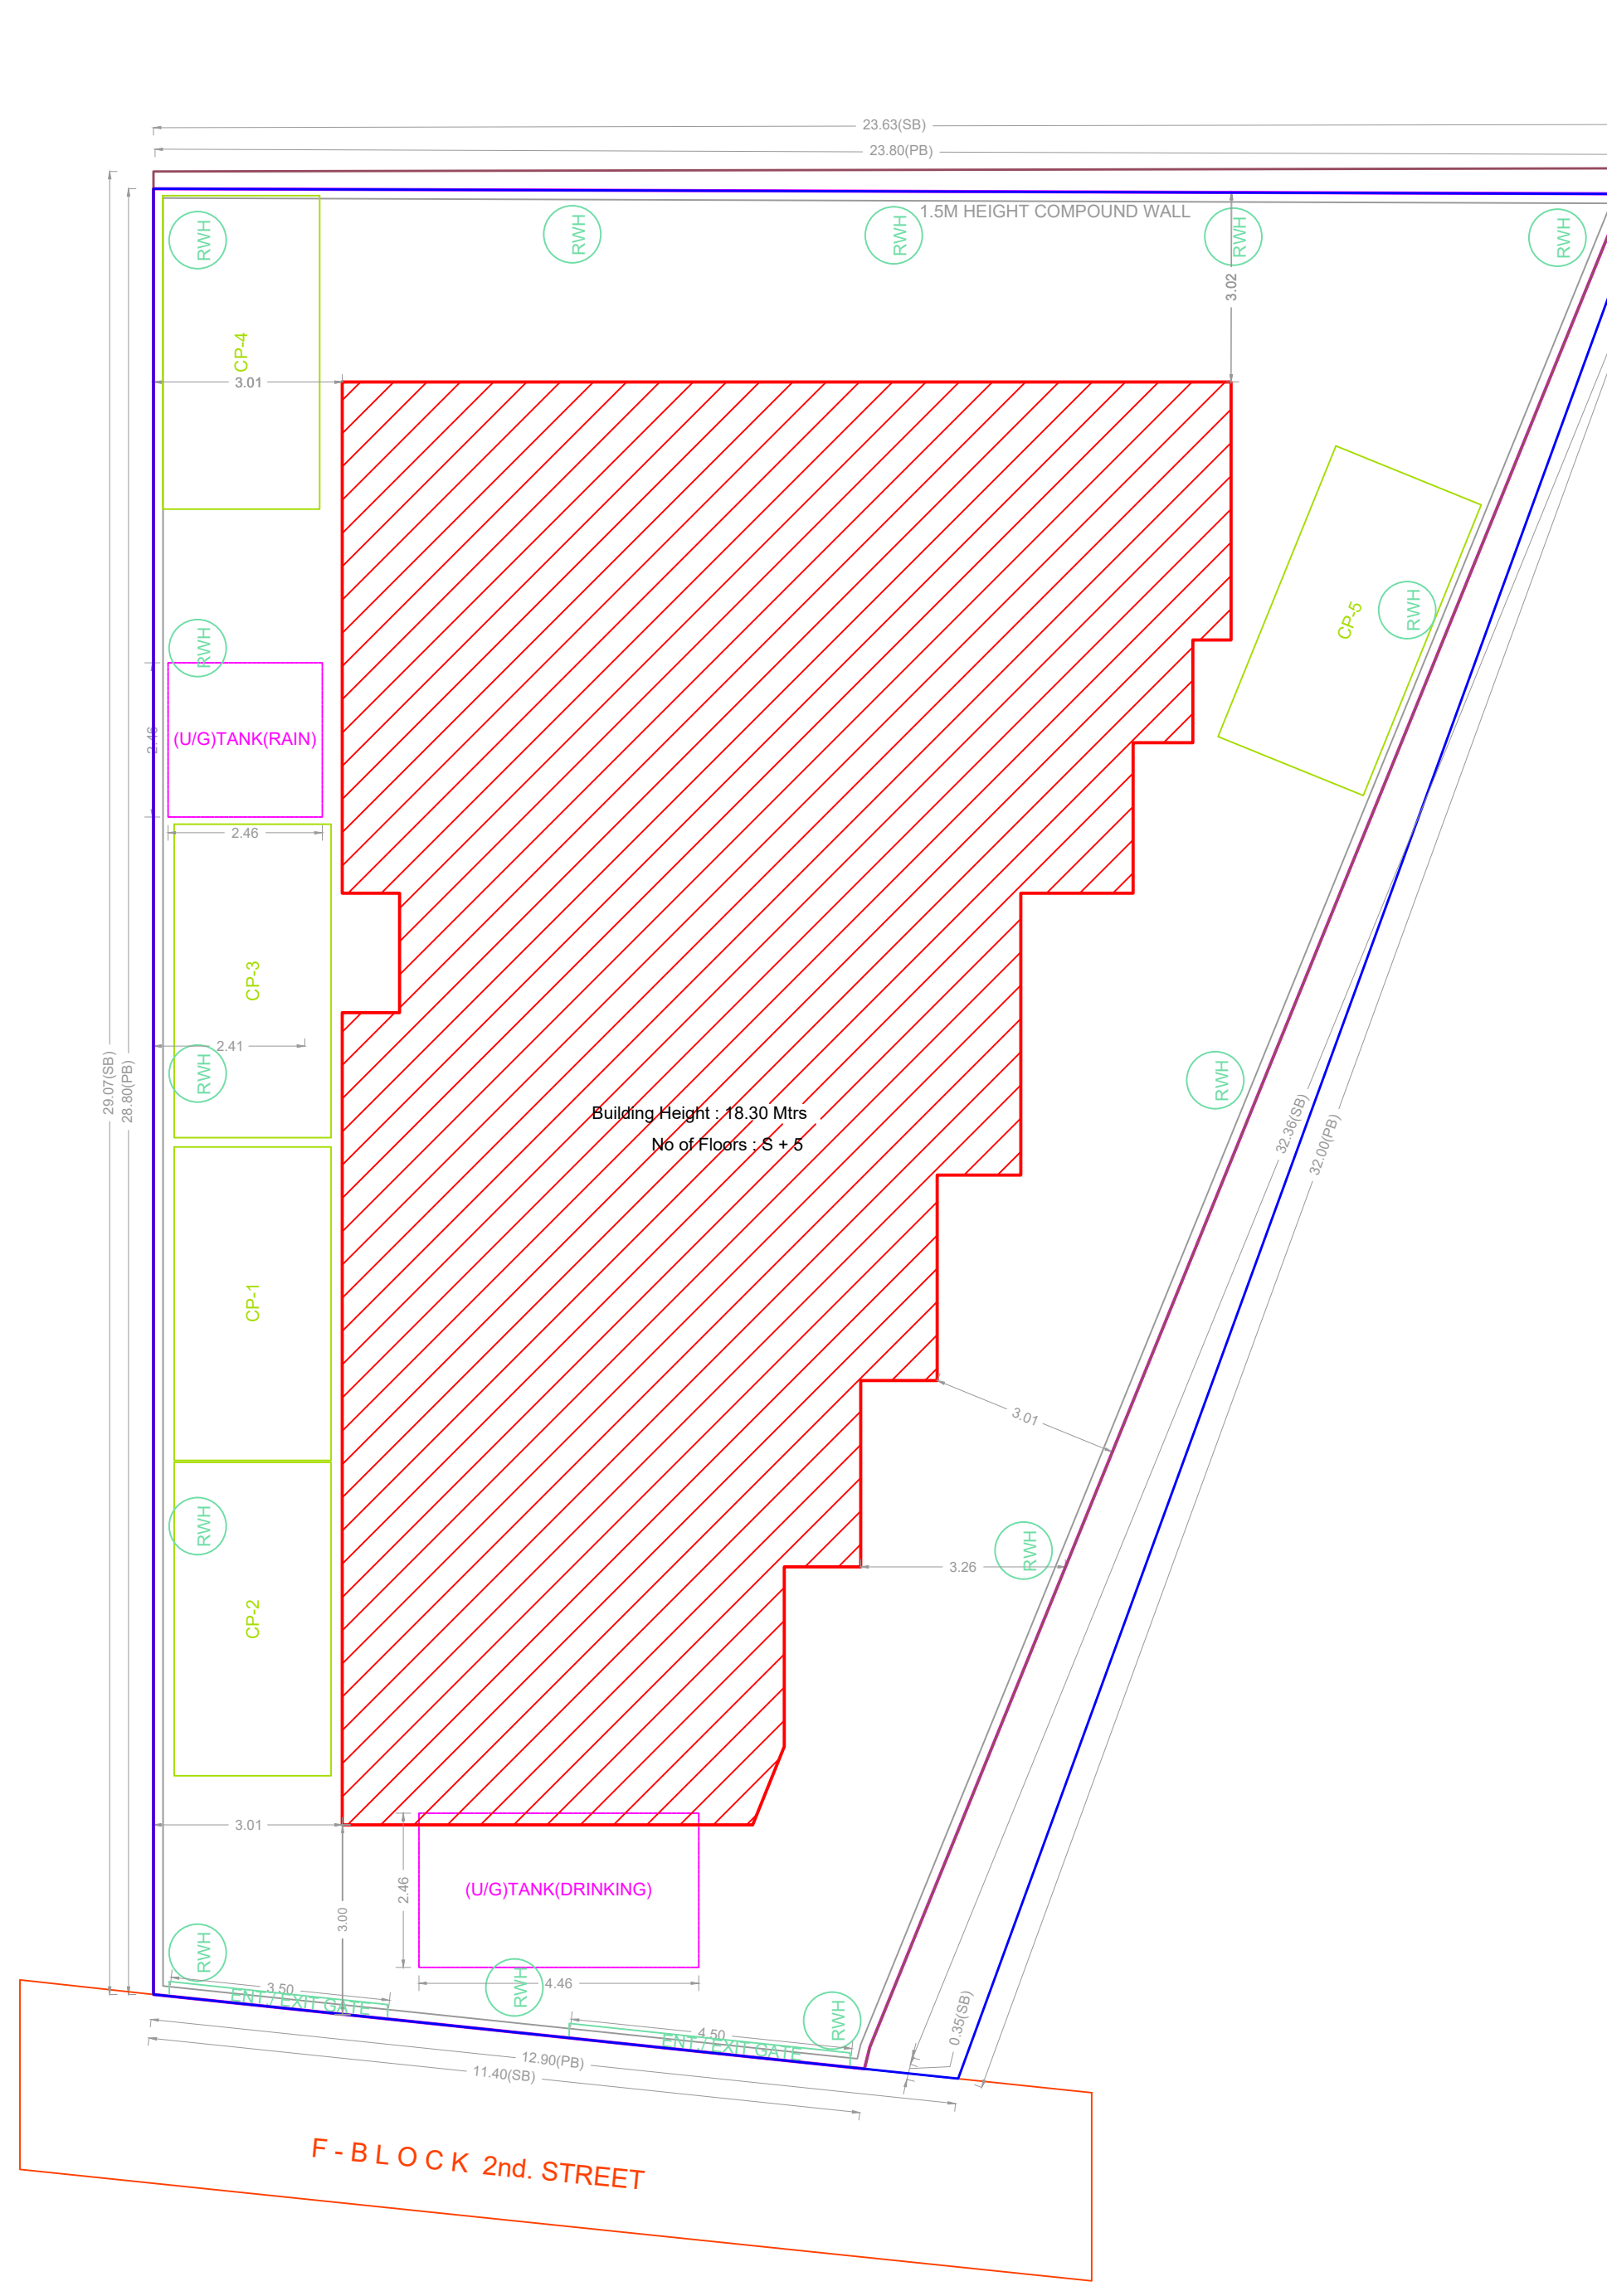 23.63(SB)
23.80(PB)
1.5M HEIGHT COMPOUND WALL
RWH
RWH
RWH
RWH
RWH
3.02
CP-4
3.01
CP-5
RWH
RWH
2.46
(U/G)TANK(RAIN)
2.46
CP-3
2.41
RWH
RWH
29.07(SB)
28.80(PB)
Building Height : 18.30 Mtrs
No of Floors : S + 5
32.36(SB)
32.00(PB)
CP-1
3.01
RWH
RWH
3.26
CP-2
3.01
2.46
(U/G)TANK(DRINKING)
3.00
RWH
RWH
RWH
4.46
3.50
ENT./ EXIT GATE
4.50
ENT./ EXIT GATE
0.35(SB)
12.90(PB)
11.40(SB)
F - B L O C K 2nd. STREET